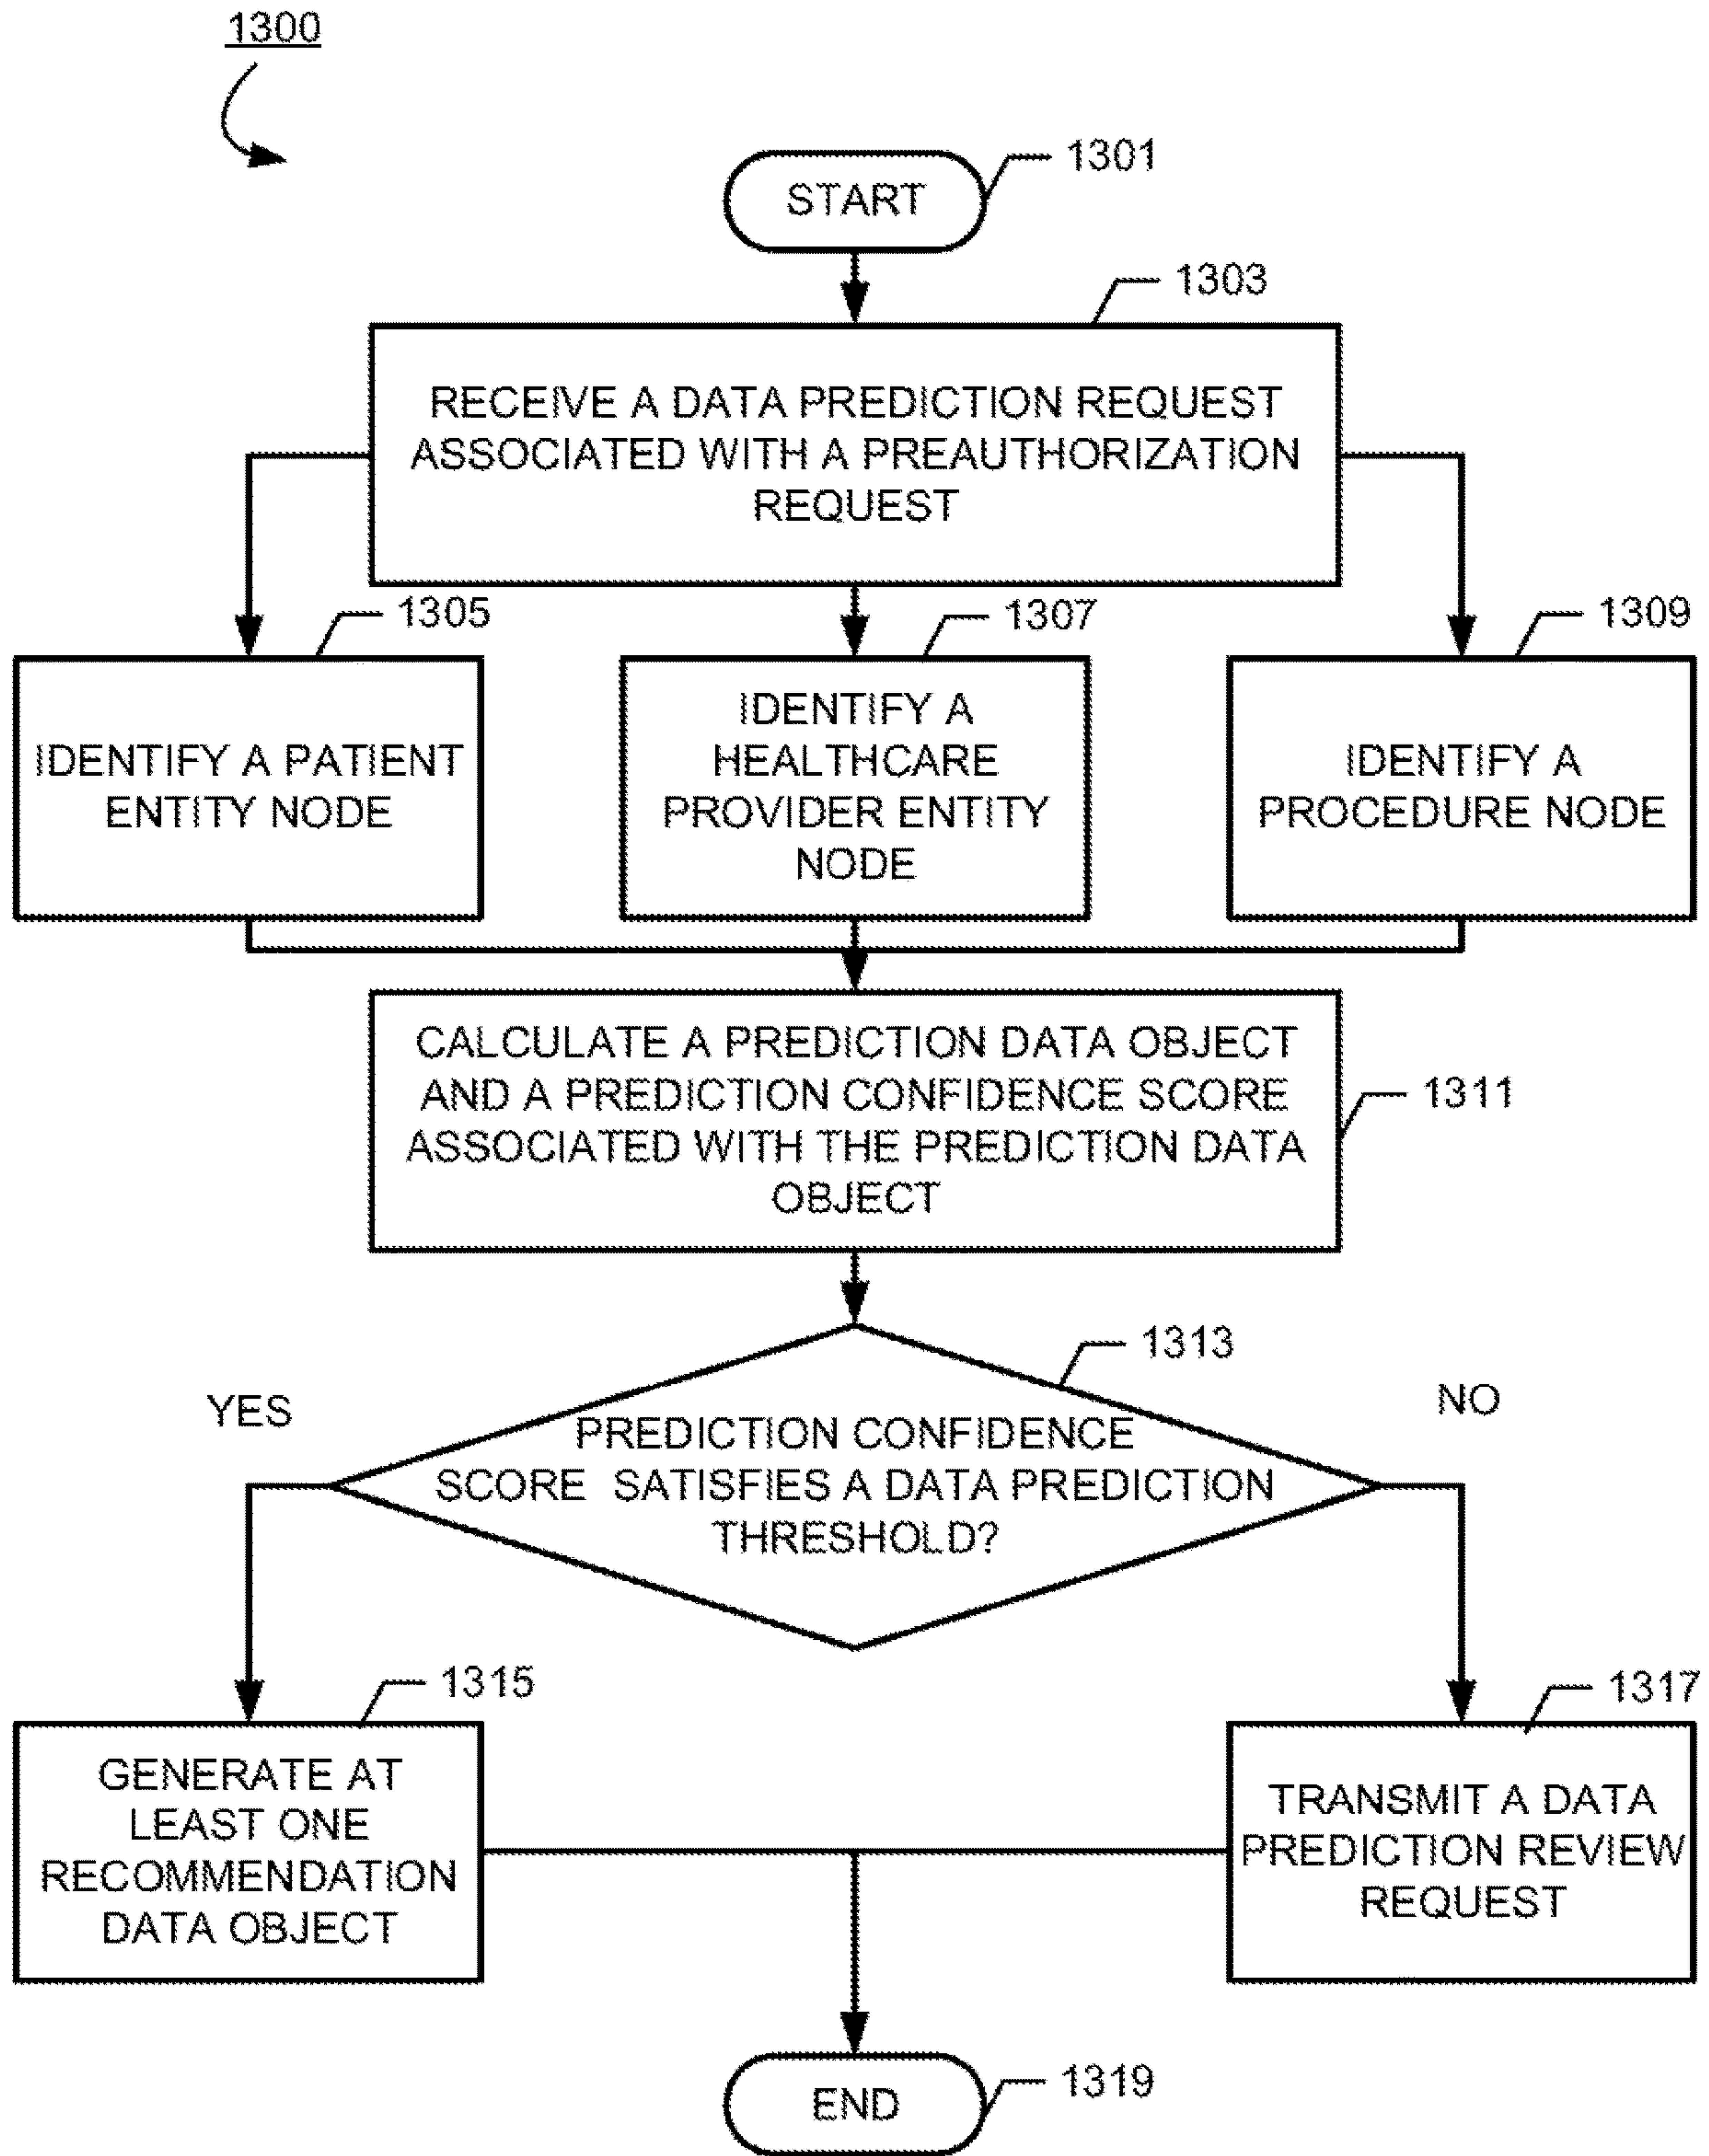 1300
1301
START
1303
RECEIVE A DATA PREDICTION REQUEST
ASSOCIATED WITH A PREAUTHORIZATION
REQUEST
1305
IDENTIFY A PATIENT
ENTITY NODE
1307
IDENTIFY A
HEALTHCARE
PROVIDER ENTITY
NODE
1309
IDENTIFY A
PROCEDURE NODE
CALCULATE A PREDICTION DATA OBJECT
AND A PREDICTION CONFIDENCE SCORE
ASSOCIATED WITH THE PREDICTION DATA
OBJECT
1311
1313
YES
NO
PREDICTION CONFIDENCE
SCORE SATISFIES A DATA PREDICTION
THRESHOLD?
1315
GENERATE AT
LEAST ONE
RECOMMENDATION
DATA OBJECT
1317
TRANSMIT A DATA
PREDICTION REVIEW
REQUEST
END
1319